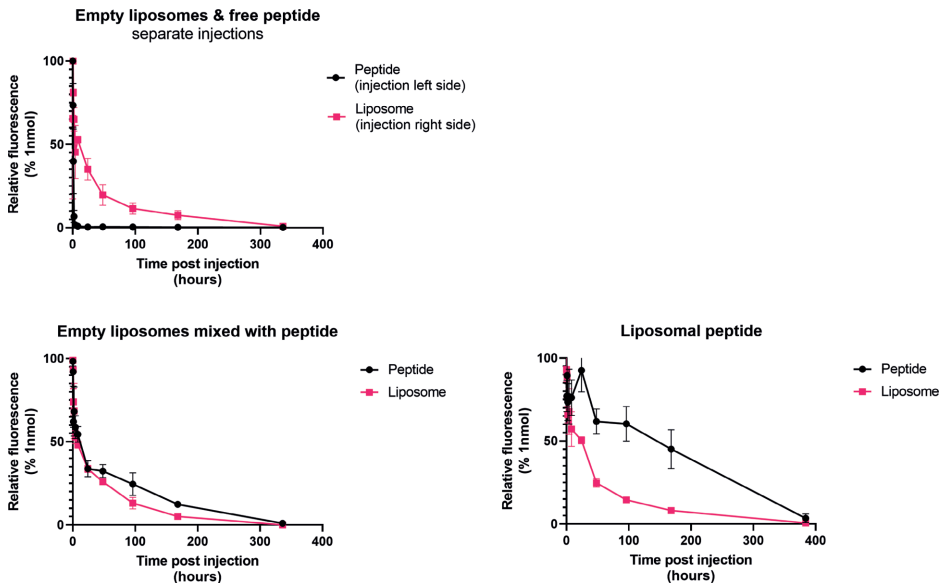 Empty liposomes & free peptide
separate injections
Relative fluorescence
(% 1nmol)
100
50
0
0
100
200
300
400
Time post injection
(hours)
Peptide
(injection left side)
Liposome
(injection right side)
Empty liposomes mixed with peptide
Relative fluorescence
(% 1nmol)
100
50
0
0
100
200
300
400
Time post injection
(hours)
Peptide
Liposome
Liposomal peptide
Relative fluorescence
(% 1nmol)
100
50
0
0
100
200
300
400
Time post injection
(hours)
Peptide
Liposome